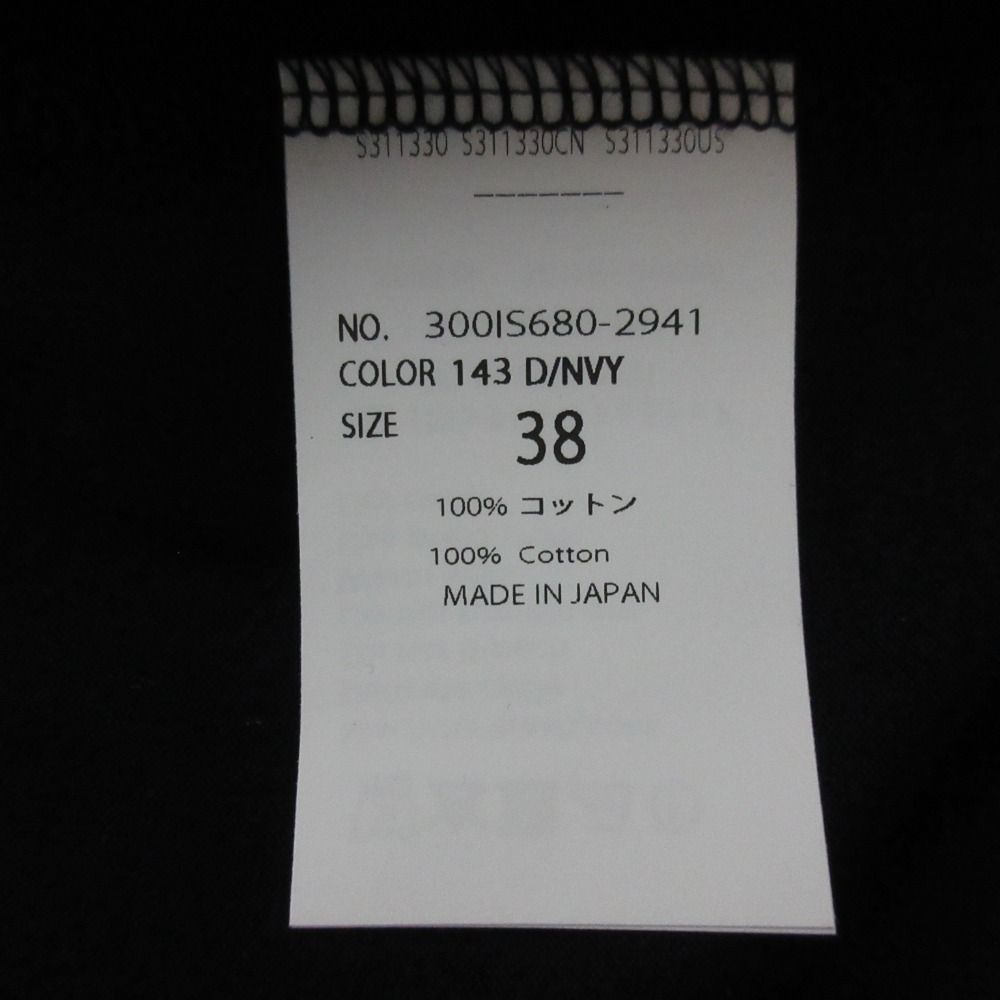 S311330 S311330CN S311330US
_______
NO. 300IS680-2941
COLOR 143 D/NVY
SIZE 38
100% コットン
100% Cotton
MADE IN JAPAN